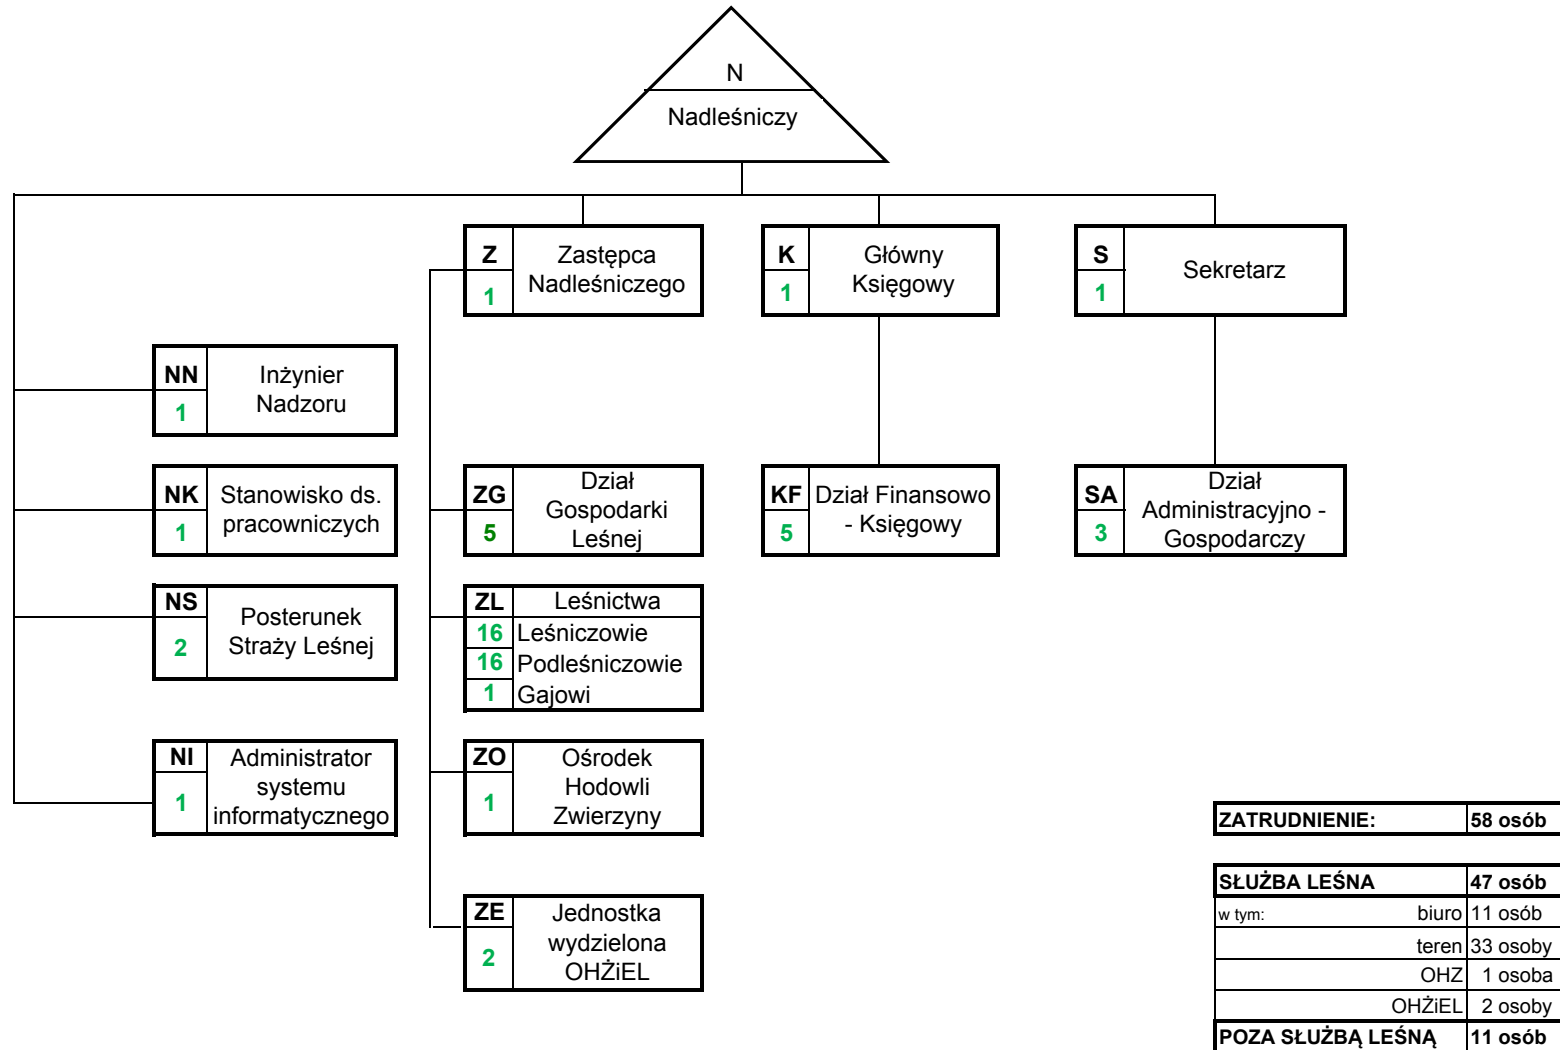 N
Nadleśniczy
Z
1
Zastępca
Nadleśniczego
K
1
Główny
Księgowy
S
1
Sekretarz
NN
1
Inżynier
Nadzoru
NK
1
Stanowisko ds.
pracowniczych
ZG
5
Dział
Gospodarki
Leśnej
KF
5
Dział Finansowo
- Księgowy
SA
3
Dział
Administracyjno -
Gospodarczy
NS
2
Posterunek
Straży Leśnej
ZL Leśnictwa
16 Leśniczowie
16 Podleśniczowie
1 Gajowi
NI
1
Administrator
systemu
informatycznego
ZO
1
Ośrodek
Hodowli
Zwierzyny
ZE
2
Jednostka
wydzielona
OHŻiEL
ZATRUDNIENIE: 58 osób
SŁUŻBA LEŚNA 47 osób
w tym: biuro 11 osób
teren 33 osoby
OHZ 1 osoba
OHŻiEL 2 osoby
POZA SŁUŻBĄ LEŚNĄ 11 osób